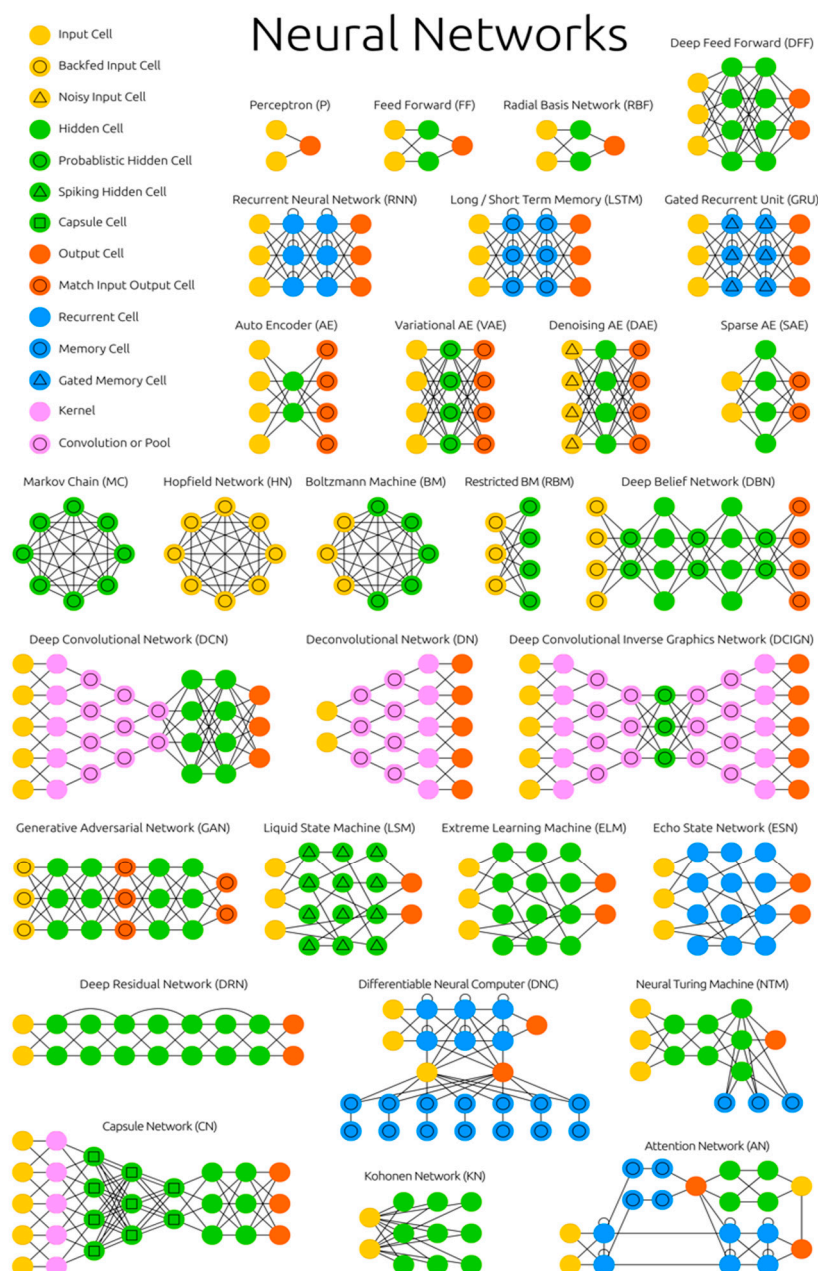 Neural Networks
Input Cell
Backfed Input Cell
Noisy Input Cell
Hidden Cell
Probablistic Hidden Cell
Spiking Hidden Cell
Capsule Cell
Output Cell
Match Input Output Cell
Recurrent Cell
Memory Cell
Gated Memory Cell
Kernel
Convolution or Pool
Perceptron (P)
Feed Forward (FF)
Radial Basis Network (RBF)
Deep Feed Forward (DFF)
Recurrent Neural Network (RNN)
Long / Short Term Memory (LSTM)
Gated Recurrent Unit (GRU)
Auto Encoder (AE)
Variational AE (VAE)
Denoising AE (DAE)
Sparse AE (SAE)
Markov Chain (MC)
Hopfield Network (HN)
Boltzmann Machine (BM)
Restricted BM (RBM)
Deep Belief Network (DBN)
Deep Convolutional Network (DCN)
Deconvolutional Network (DN)
Deep Convolutional Inverse Graphics Network (DCIGN)
Generative Adversarial Network (GAN)
Liquid State Machine (LSM)
Extreme Learning Machine (ELM)
Echo State Network (ESN)
Deep Residual Network (DRN)
Differentiable Neural Computer (DNC)
Neural Turing Machine (NTM)
Capsule Network (CN)
Kohonen Network (KN)
Attention Network (AN)